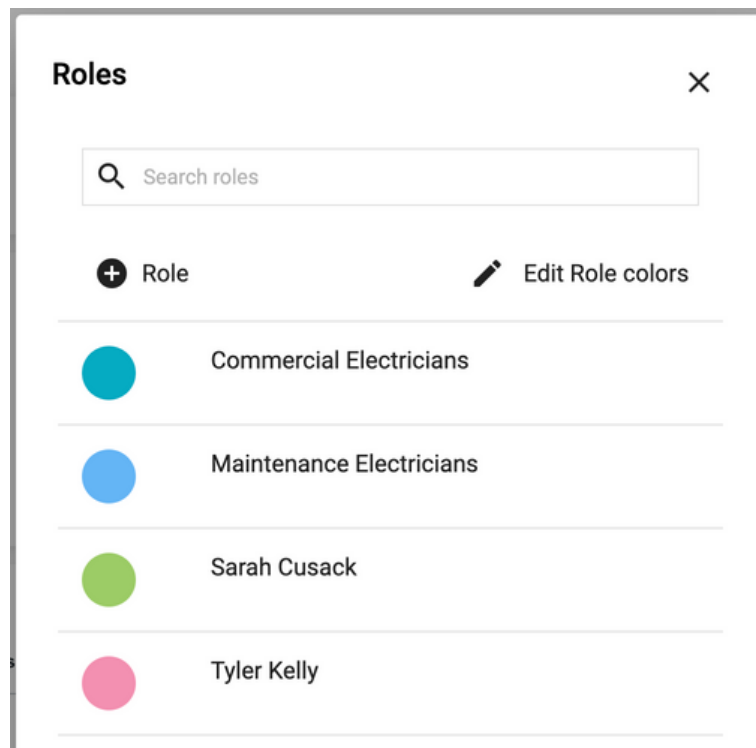 Roles
Search roles
Role
Edit Role colors
Commercial Electricians
Maintenance Electricians
Sarah Cusack
Tyler Kelly
s